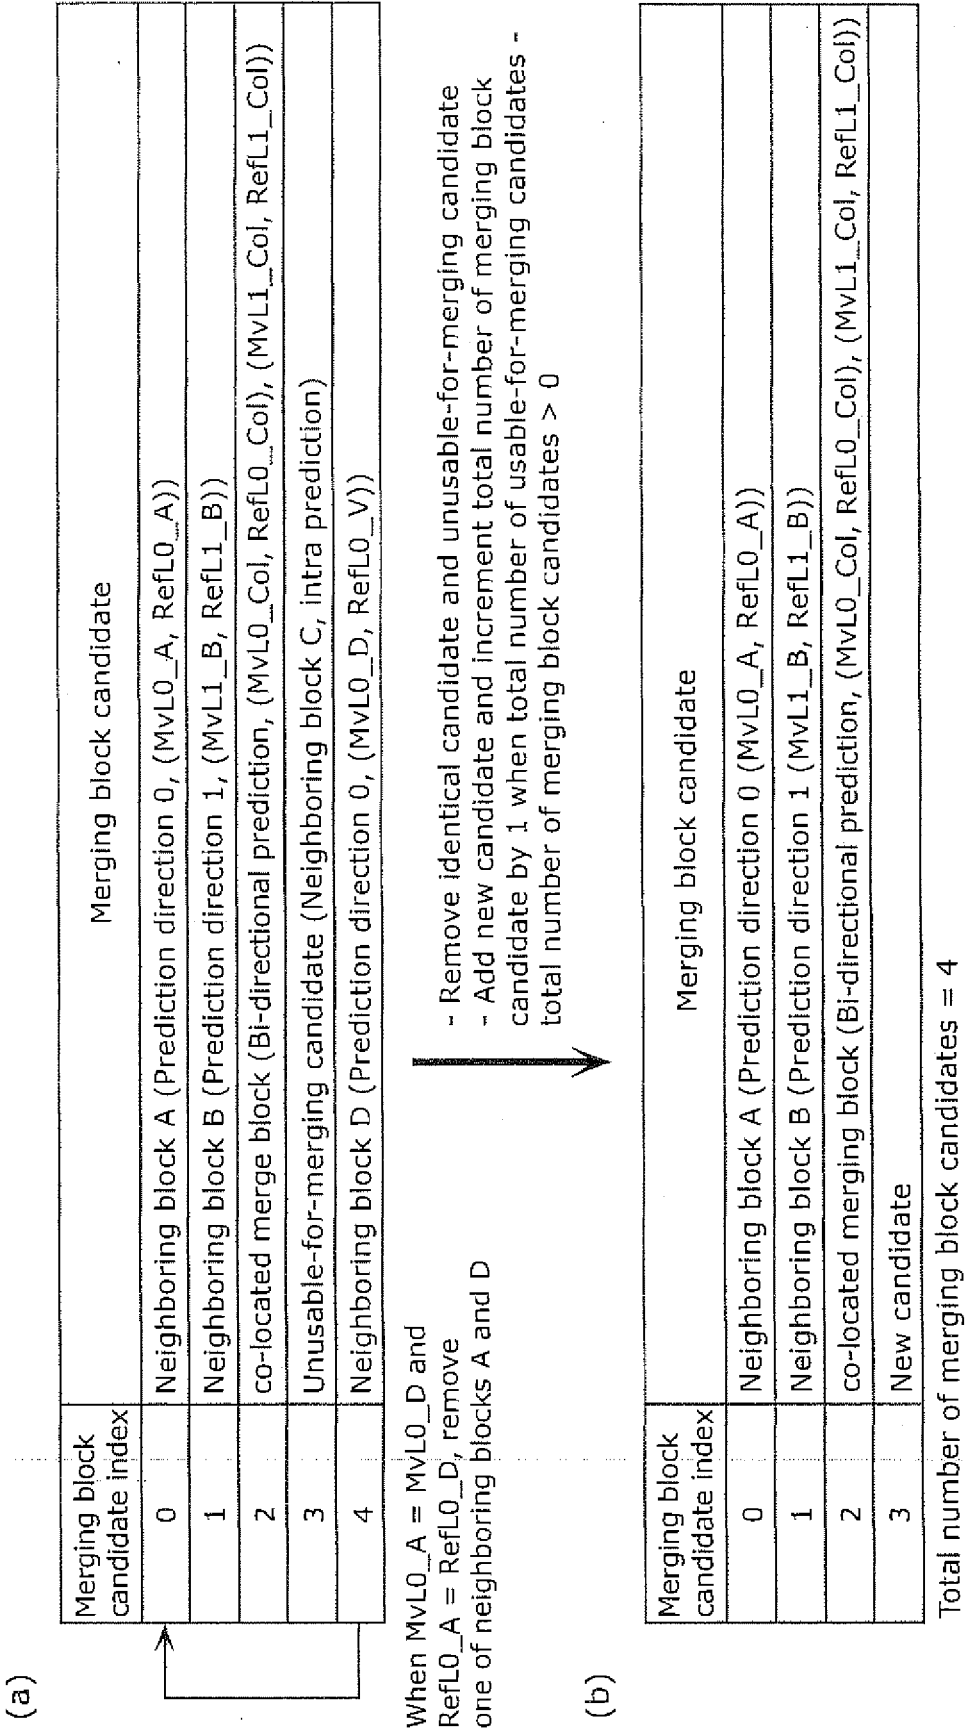 (a)
Merging block
candidate index
Merging block candidate
0
Neighboring block A (Prediction direction 0, (MvL0_A, RefL0_A))
1
Neighboring block B (Prediction direction 1, (MvL1_B, RefL1_B))
2
co-located merge block (Bi-directional prediction, (MvL0_Col, RefL0_Col), (MvL1_Col, RefL1_Col))
3
Unusable-for-merging candidate (Neighboring block C, intra prediction)
4
Neighboring block D (Prediction direction 0, (MvL0_D, RefL0_V))
When MvL0_A = MvL0_D and
RefL0_A = RefL0_D, remove
one of neighboring blocks A and D
- Remove identical candidate and unusable-for-merging candidate
- Add new candidate and increment total number of merging block
candidate by 1 when total number of usable-for-merging candidates -
total number of merging block candidates > 0
(b)
Merging block
candidate index
Merging block candidate
0
Neighboring block A (Prediction direction 0 (MvL0_A, RefL0_A))
1
Neighboring block B (Prediction direction 1 (MvL1_B, RefL1_B))
2
co-located merging block (Bi-directional prediction, (MvL0_Col, RefL0_Col), (MvL1_Col, RefL1_Col))
3
New candidate
Total number of merging block candidates = 4